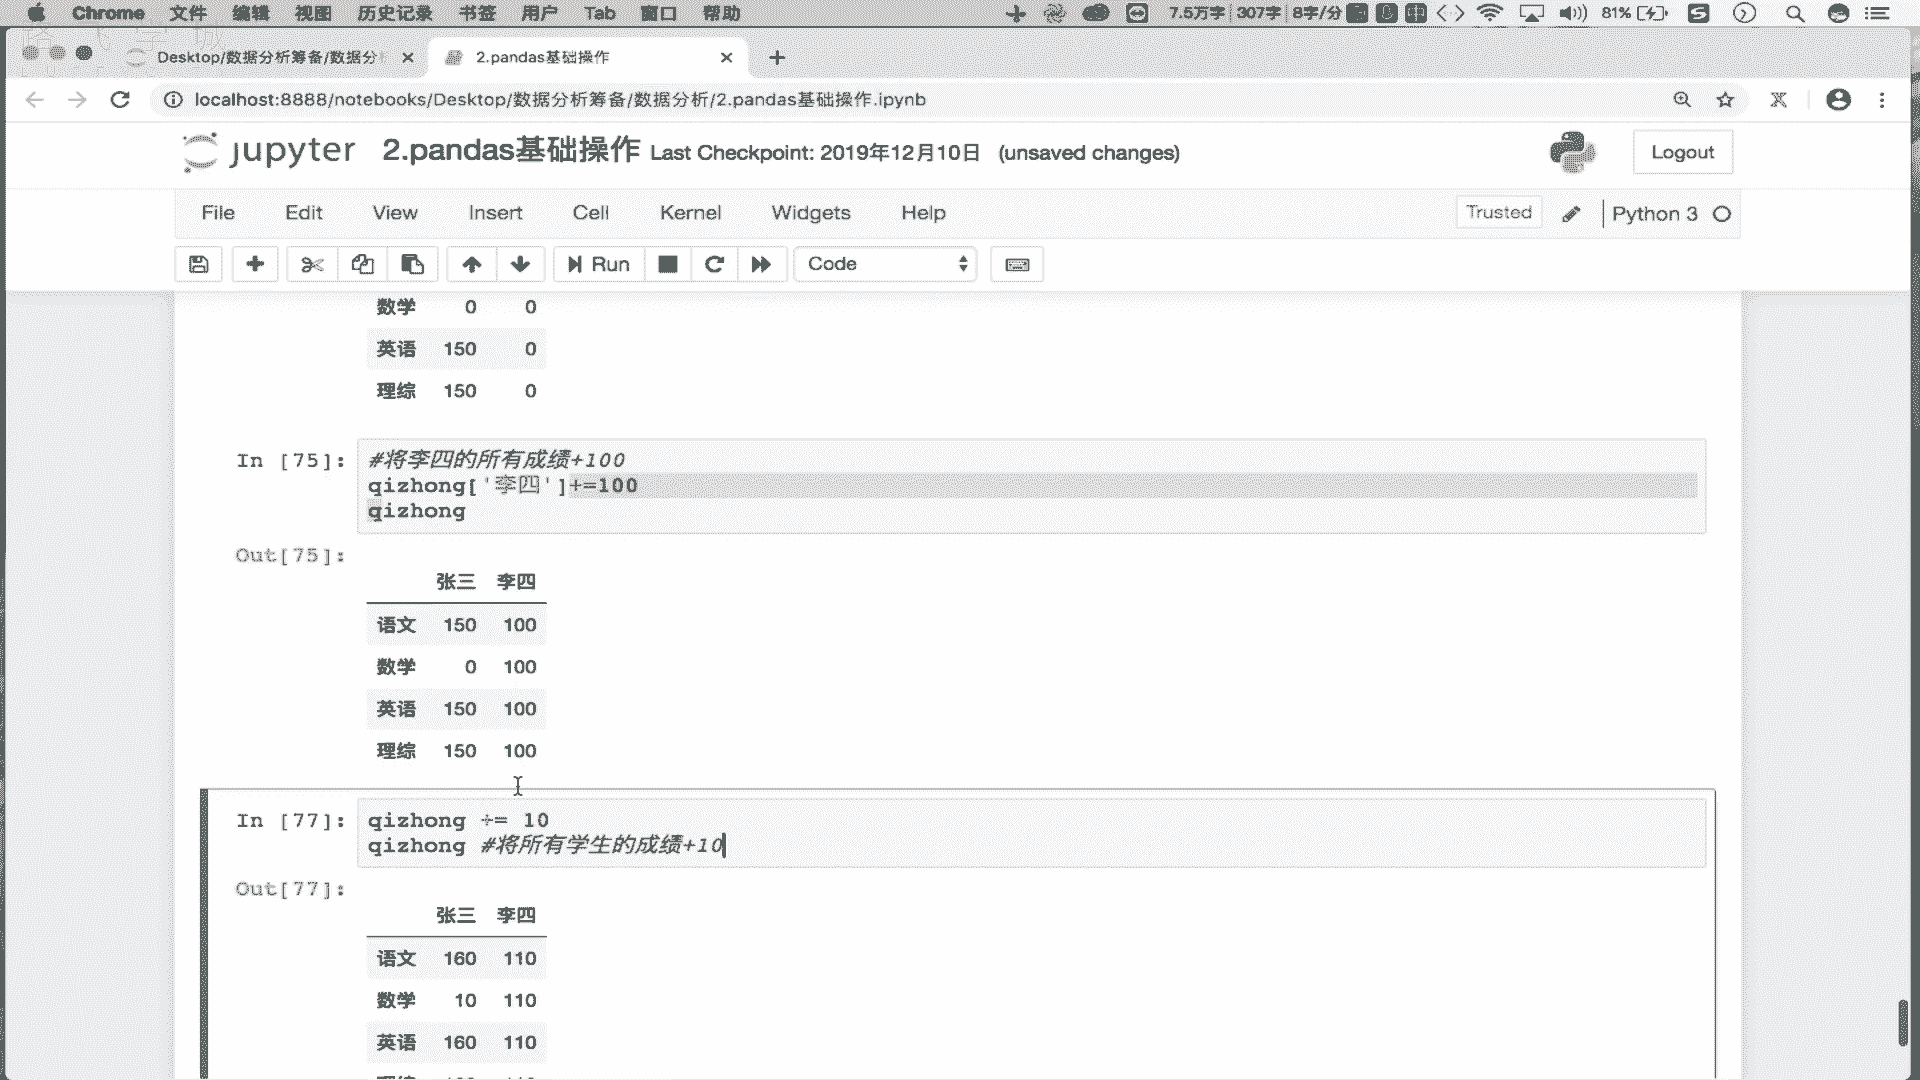 Chrome 文件 编辑 视图 历史记录 书签 用户 Tab 窗口 帮助 7.5万字 307字 8字/分 中 81%
Desktop/数据分析筹备/数据分
2.pandas基础操作
localhost:8888/notebooks/Desktop/数据分析筹备/数据分析/2.pandas基础操作.ipynb
jupyter 2.pandas基础操作 Last Checkpoint: 2019年12月10日 (unsaved changes)
Logout
File Edit View Insert Cell Kernel Widgets Help Trusted Python 3
Run Code
数学 0 0
英语 150 0
理综 150 0
In [75]: #将李四的所有成绩+100
qizhong['李四']+=100
qizhong
Out[75]:
张三 李四
语文 150 100
数学 0 100
英语 150 100
理综 150 100
In [77]: qizhong += 10
qizhong #将所有学生的成绩+10
Out[77]:
张三 李四
语文 160 110
数学 10 110
英语 160 110